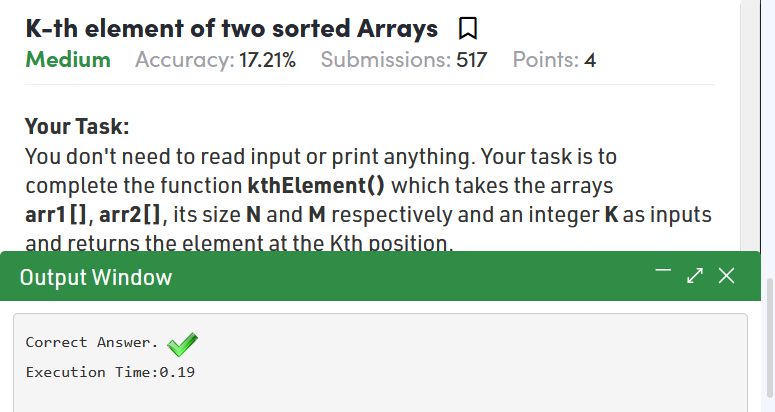 K-th element of two sorted Arrays
Medium Accuracy: 17.21% Submissions: 517 Points: 4
Your Task:
You don't need to read input or print anything. Your task is to
complete the function kthElement() which takes the arrays
arr1[], arr2[], its size N and M respectively and an integer K as inputs
and returns the element at the Kth position.
Output Window
Correct Answer.
Execution Time:0.19